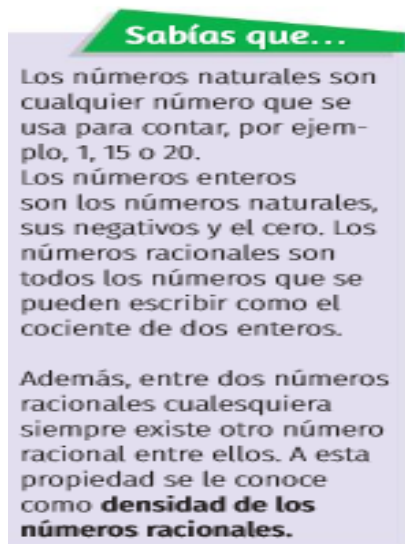 Sabías que...
Los números naturales son
cualquier número que se
usa para contar, por ejem-
plo, 1, 15 o 20.
Los números enteros
son los números naturales,
sus negativos y el cero. Los
números racionales son
todos los números que se
pueden escribir como el
cociente de dos enteros.
Además, entre dos números
racionales cualesquiera
siempre existe otro número
racional entre ellos. A esta
propiedad se le conoce
como densidad de los
números racionales.